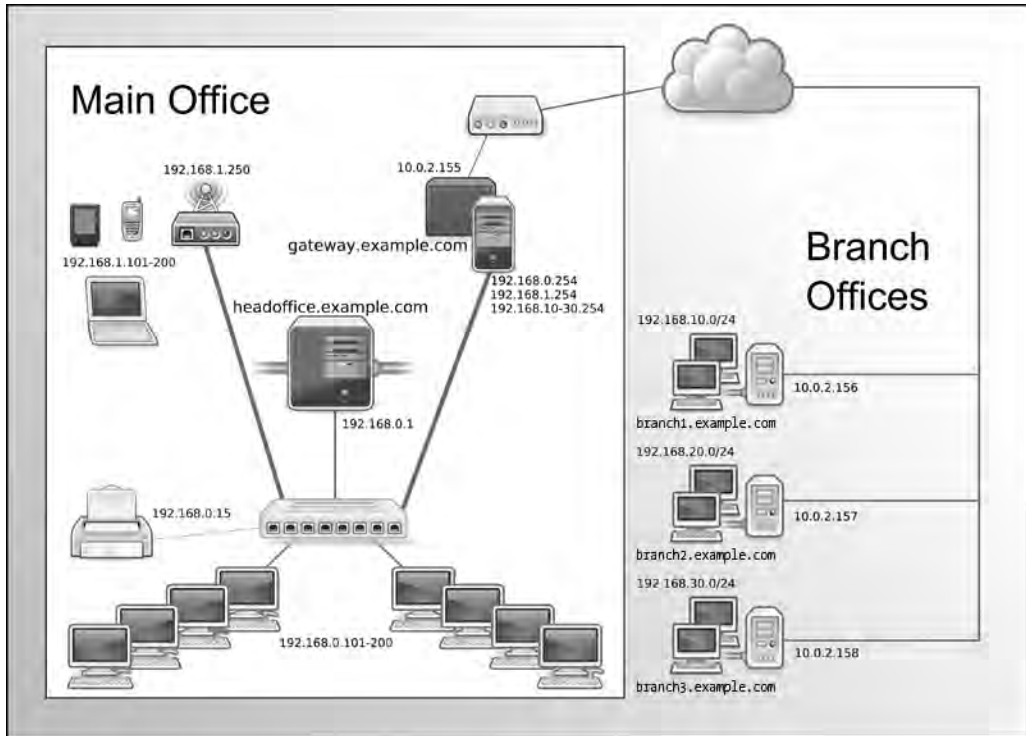 Main Office
192.168.1.250
10.0.2.155
gateway.example.com
192.168.1.101-200
192.168.0.254
192.168.1.254
192.168.10-30.254
headoffice.example.com
192.168.0.1
192.168.0.15
192.168.0.101-200
Branch
Offices
192.168.10.0/24
10.0.2.156
branch1.example.com
192.168.20.0/24
10.0.2.157
branch2.example.com
192.168.30.0/24
10.0.2.158
branch3.example.com